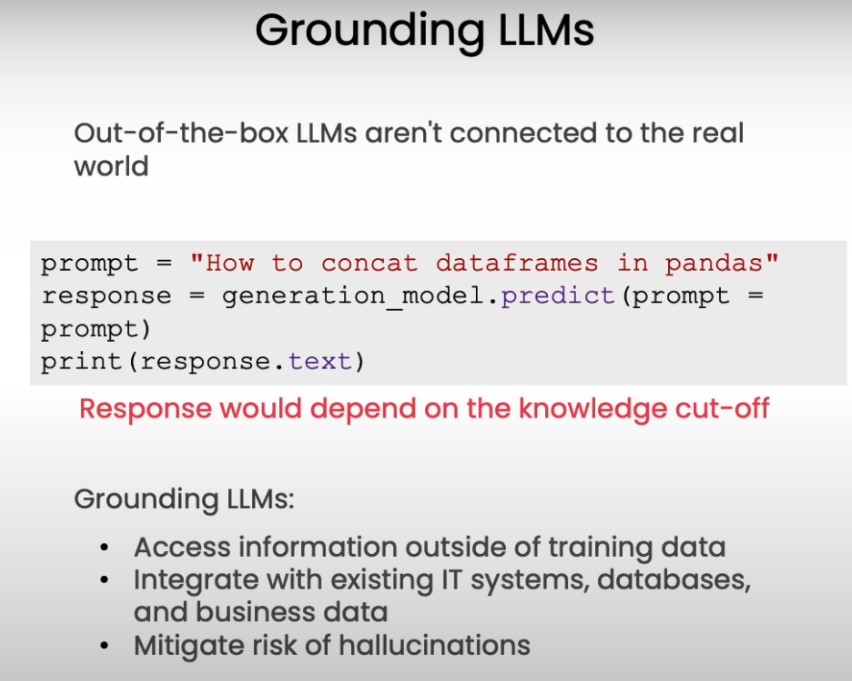 Grounding LLMs
Out-of-the-box LLMs aren't connected to the real
world
prompt = "How to concat dataframes in pandas"
response = generation_model.predict(prompt =
prompt)
print(response.text)
Response would depend on the knowledge cut-off
Grounding LLMs:
• Access information outside of training data
• Integrate with existing IT systems, databases,
and business data
• Mitigate risk of hallucinations